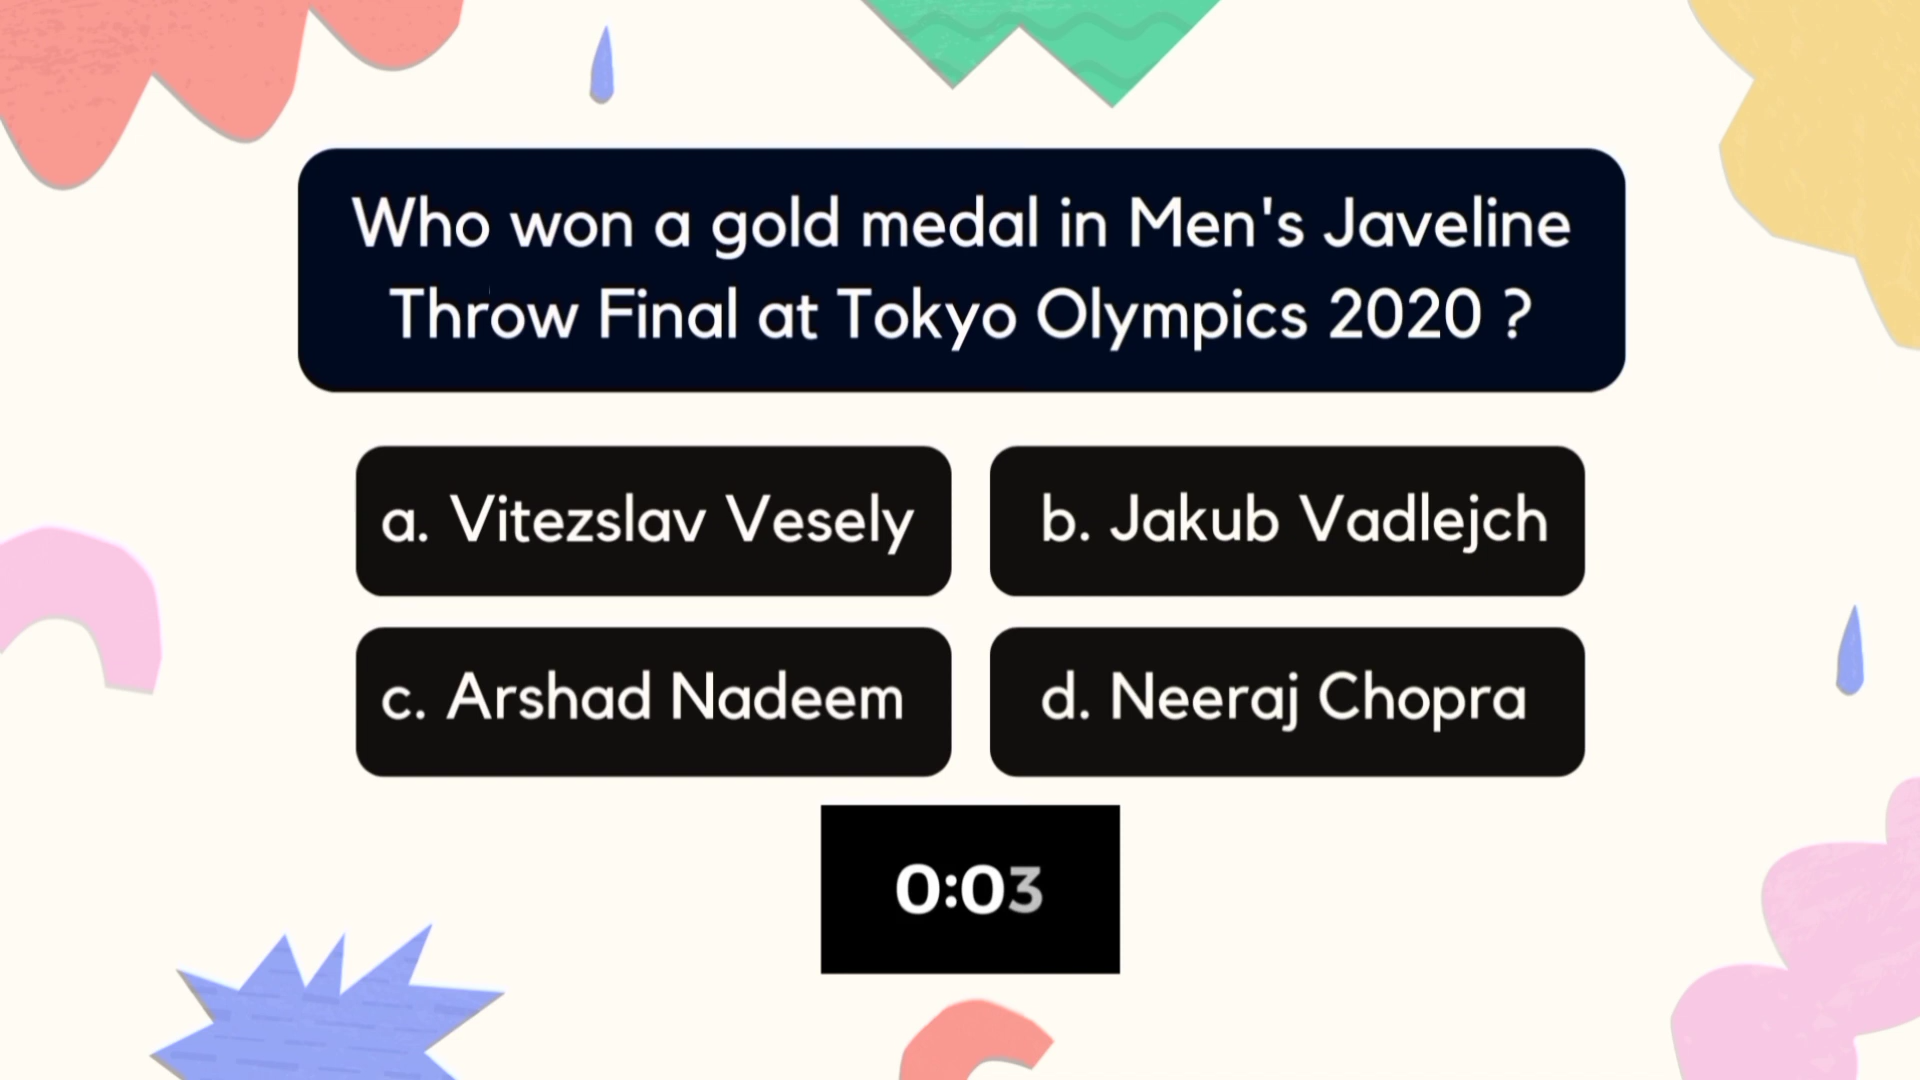 Who won a gold medal in Men's Javeline
Throw Final at Tokyo Olympics 2020 ?
a. Vitezslav Vesely
b. Jakub Vadlejch
c. Arshad Nadeem
d. Neeraj Chopra
0:03